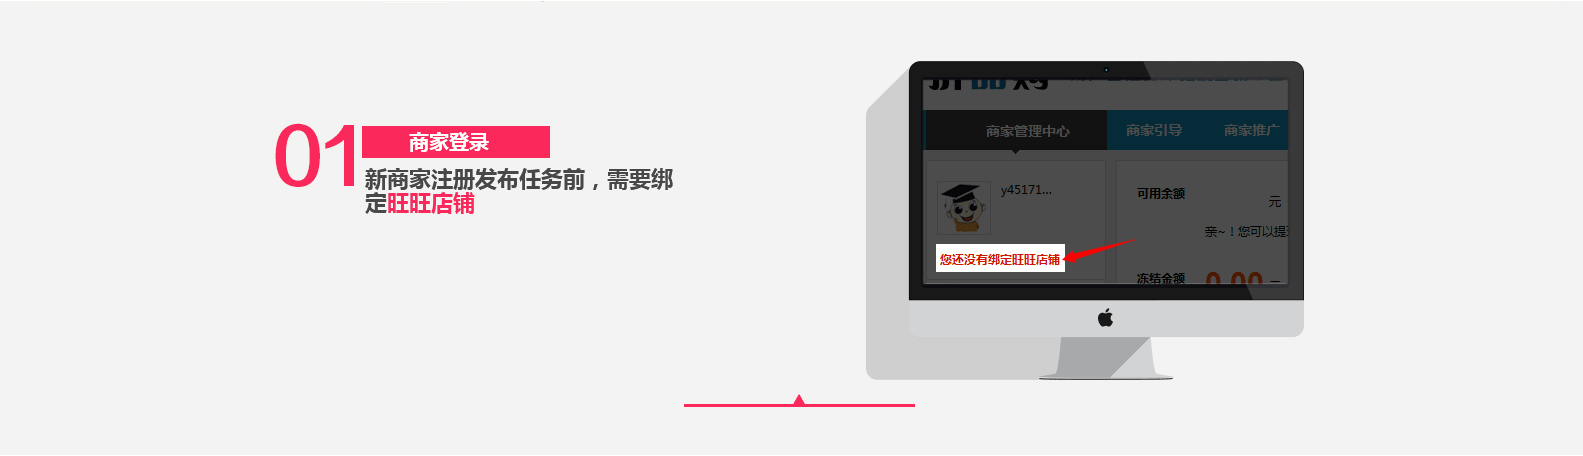 01
商家登录
新商家注册发布任务前，需要绑
定旺旺店铺
商家管理中心 商家引导 商家推广
y45171...
可用余额
元
亲~！您可以提
您还没有绑定旺旺店铺
冻结金额 0.00